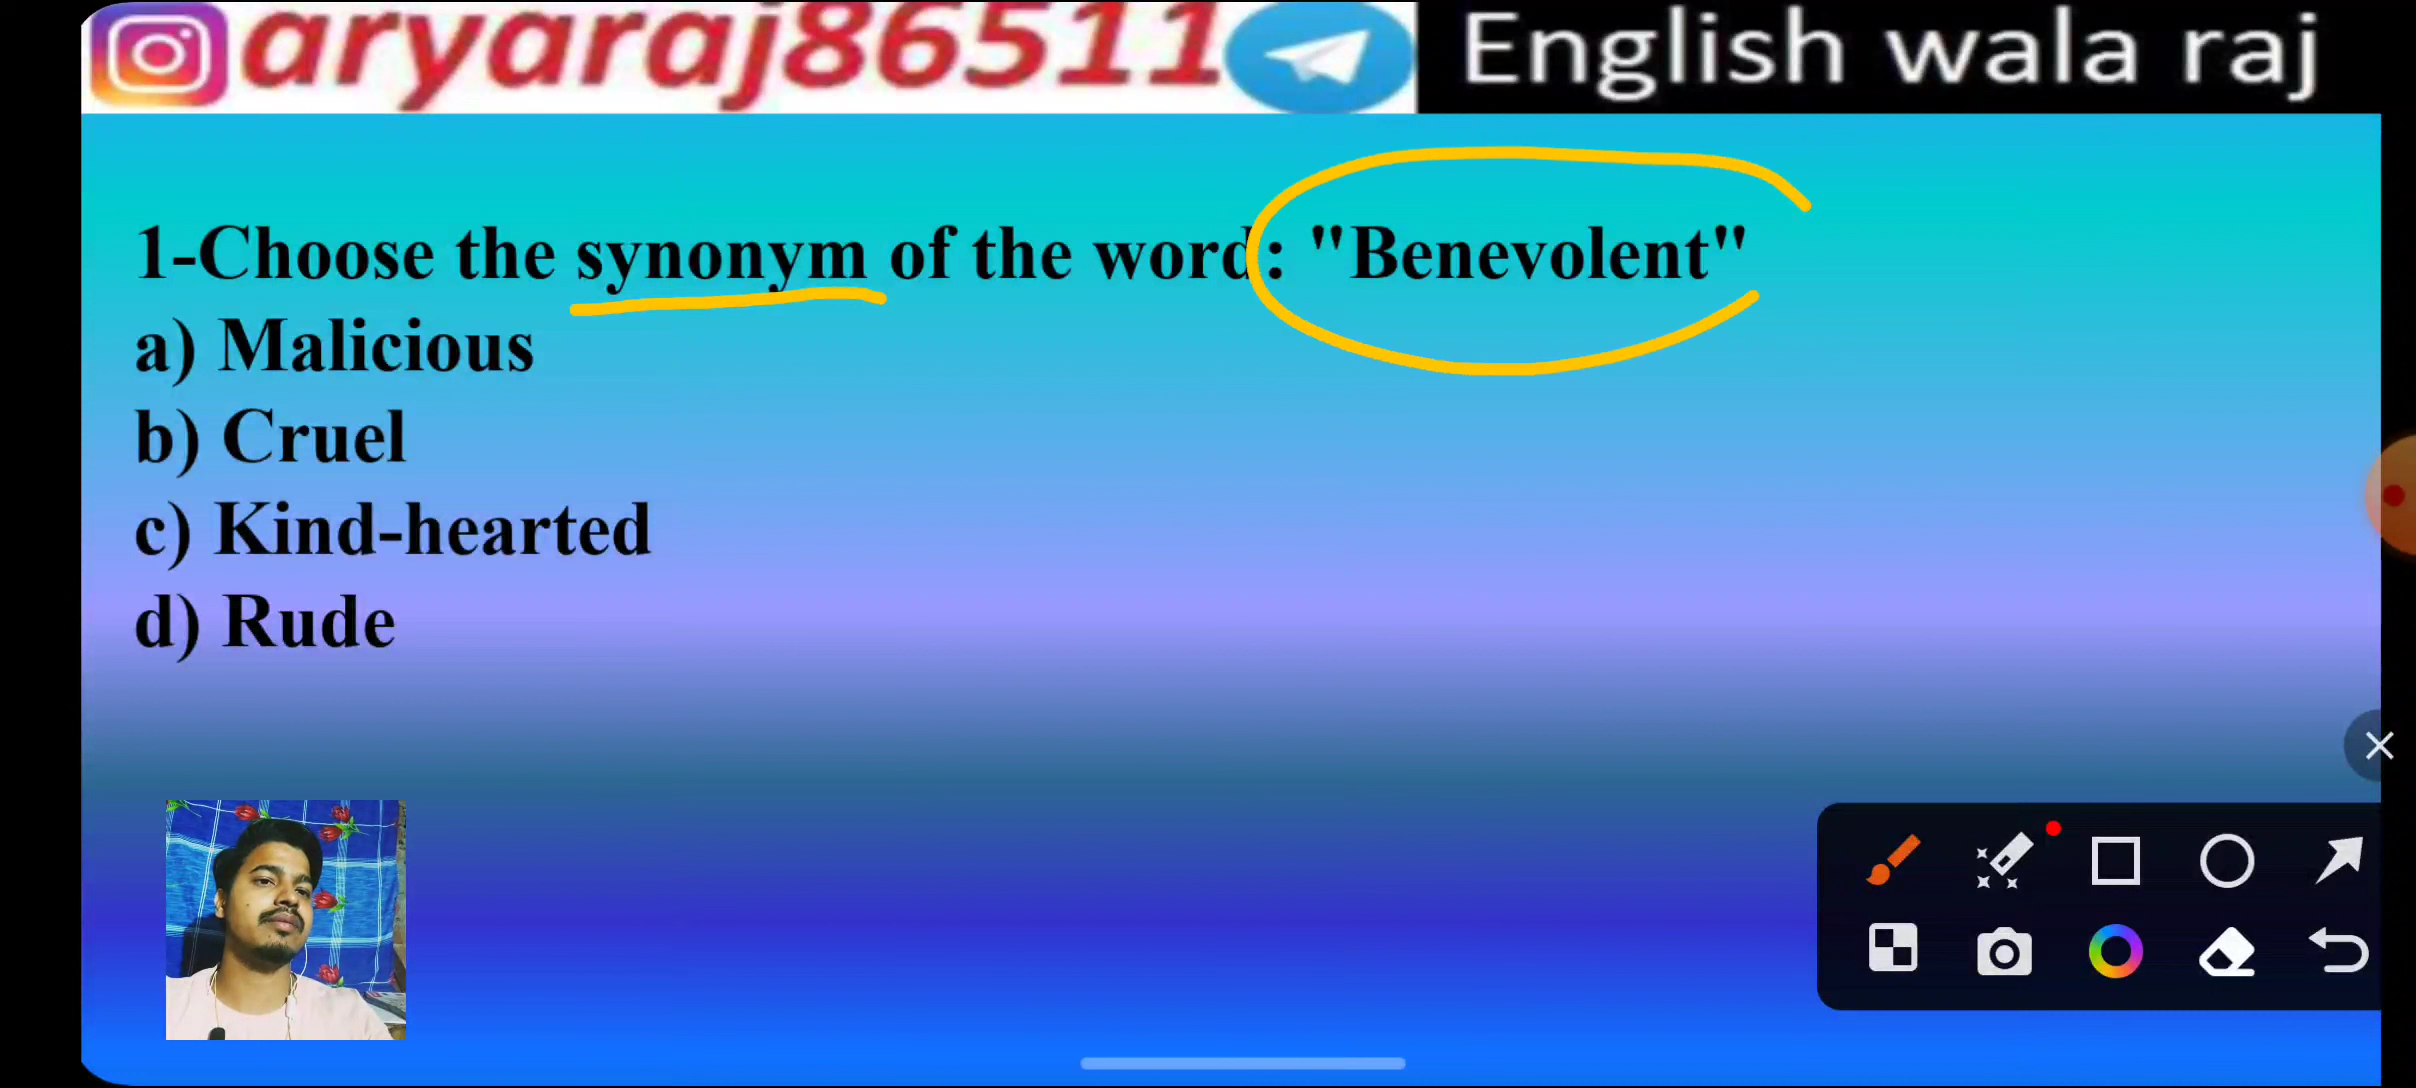 aryaraj86511 English wala raj
1-Choose the synonym of the word: "Benevolent"
a) Malicious
b) Cruel
c) Kind-hearted
d) Rude